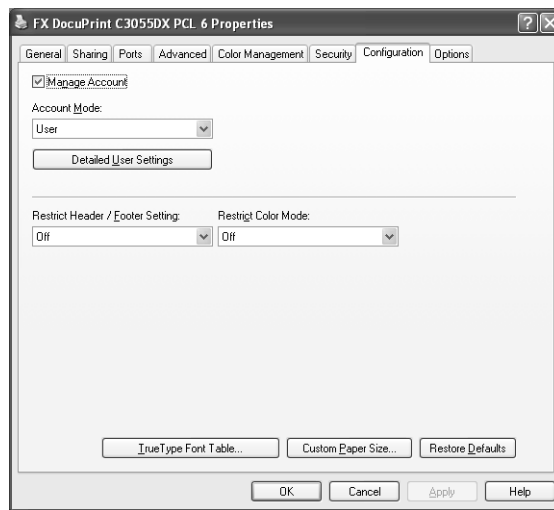 FX DocuPrint C3055DX PCL 6 Properties
General Sharing Ports Advanced Color Management Security Configuration Options
Manage Account
Account Mode:
User
Detailed User Settings
Restrict Header / Footer Setting: Restrict Color Mode:
Off Off
TrueType Font Table... Custom Paper Size... Restore Defaults
OK Cancel Apply Help